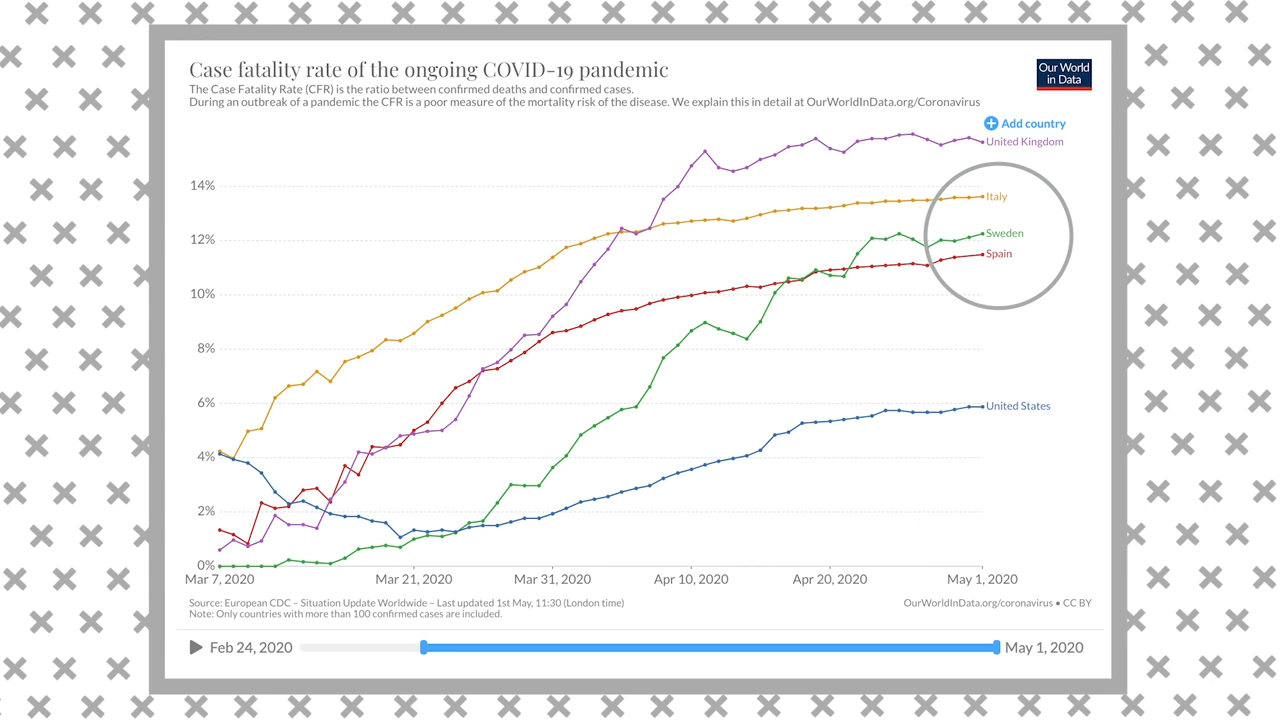 Case fatality rate of the ongoing COVID-19 pandemic
The Case Fatality Rate (CFR) is the ratio between confirmed deaths and confirmed cases.
During an outbreak of a pandemic the CFR is a poor measure of the mortality risk of the disease. We explain this in detail at OurWorldInData.org/Coronavirus
Our World
in Data
Add country
United Kingdom
14%
Italy
12%
Sweden
Spain
10%
8%
6%
United States
4%
2%
0%
Mar 7, 2020
Mar 21, 2020
Mar 31, 2020
Apr 10, 2020
Apr 20, 2020
May 1, 2020
Source: European CDC – Situation Update Worldwide – Last updated 1st May, 11:30 (London time)
OurWorldInData.org/coronavirus • CC BY
Note: Only countries with more than 100 confirmed cases are included.
Feb 24, 2020
May 1, 2020